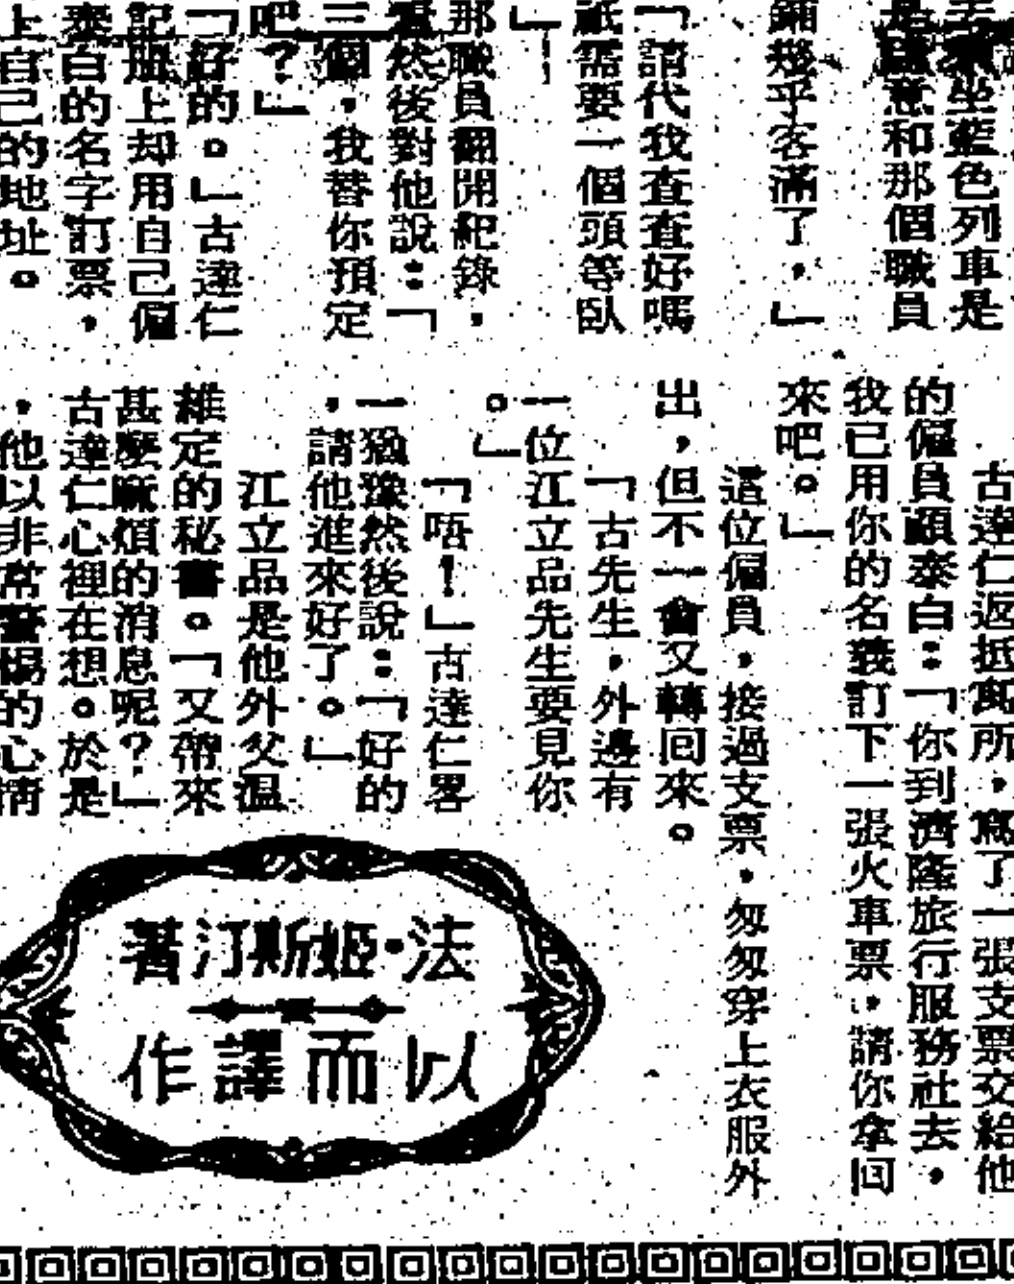 坐藍色列車是
意和那個職員
鋪幾乎客滿了，」
「請代我查查好嗎
祇需要一個頭等臥
」！
那職員翻開紀錄，
然後對他說：「
三個，我替你預定
吧？」
「好的。」古達仁
記賬上却用自己僱
泰白的名字訂票，
上自己的地址。
古達仁返抵寓所，寫了一張支票交給他
的僱員顧泰白：「你到濟隆旅行服務社去，
我已用你的名義訂下一張火車票，請你拿回
來吧。」
這位僱員，接過支票，匆匆穿上衣服外
出，但不一會又轉回來。
「古先生，外邊有
一位江立品先生要見你
。」
「唔！」古達仁畧
一猶豫然後說：「好的
，請他進來好了。」
江立品是他外父溫
維定的秘書。「又帶來
甚麼麻煩的消息呢？」
古達仁心裡在想。於是
，他以非常警惕的心情
法·姬斯汀著
以而譯作